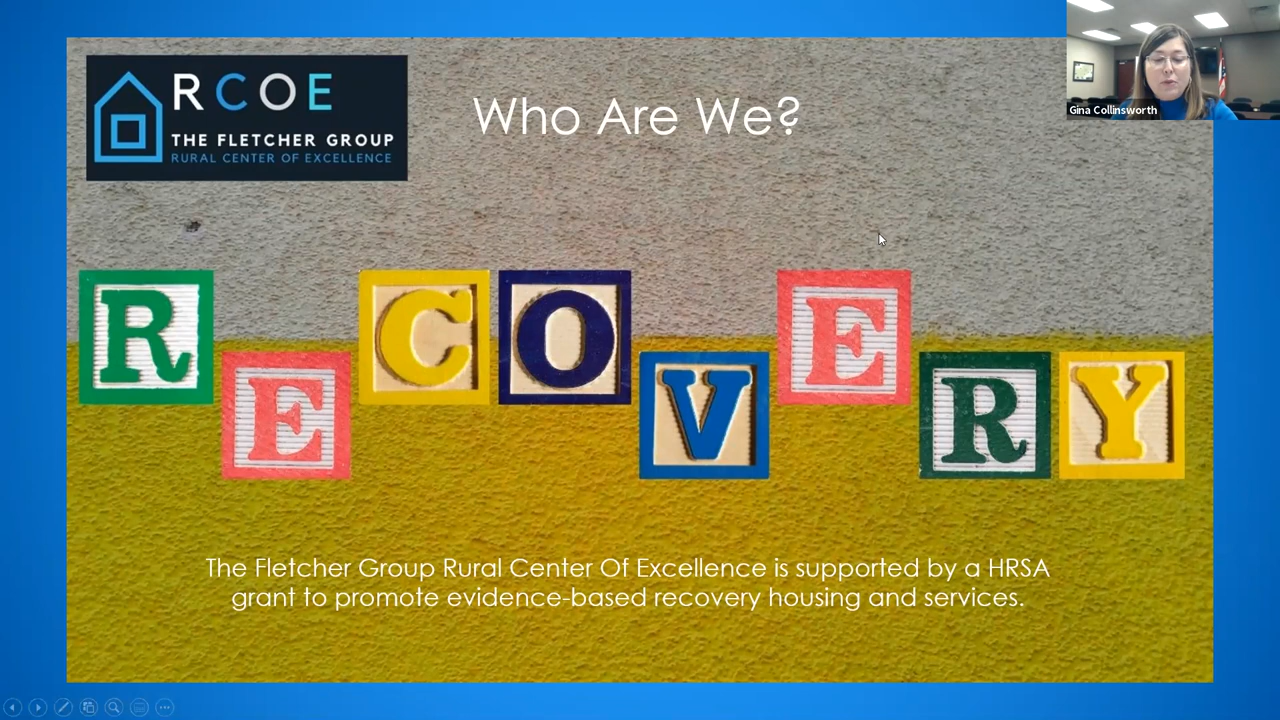 RCOE
THE FLETCHER GROUP
RURAL CENTER OF EXCELLENCE
Who Are We?
Gina Collinsworth
RECOVERY
The Fletcher Group Rural Center Of Excellence is supported by a HRSA
grant to promote evidence-based recovery housing and services.